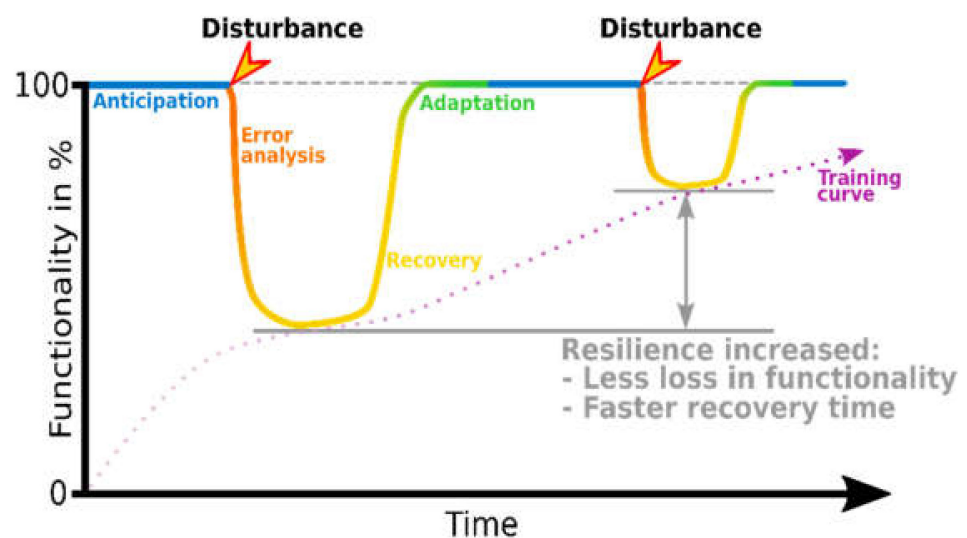 Disturbance
Disturbance
100
Anticipation
Error
analysis
Adaptation
Recovery
Training
curve
Resilience increased:
- Less loss in functionality
- Faster recovery time
Functionality in %
0
Time